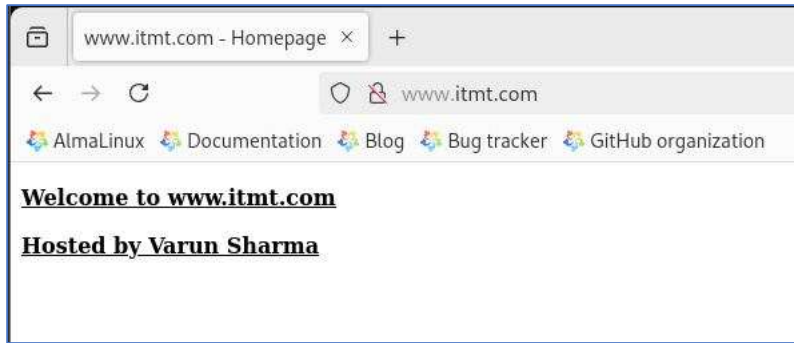 www.itmt.com - Homepage
www.itmt.com
AlmaLinux Documentation Blog Bug tracker GitHub organization
Welcome to www.itmt.com
Hosted by Varun Sharma